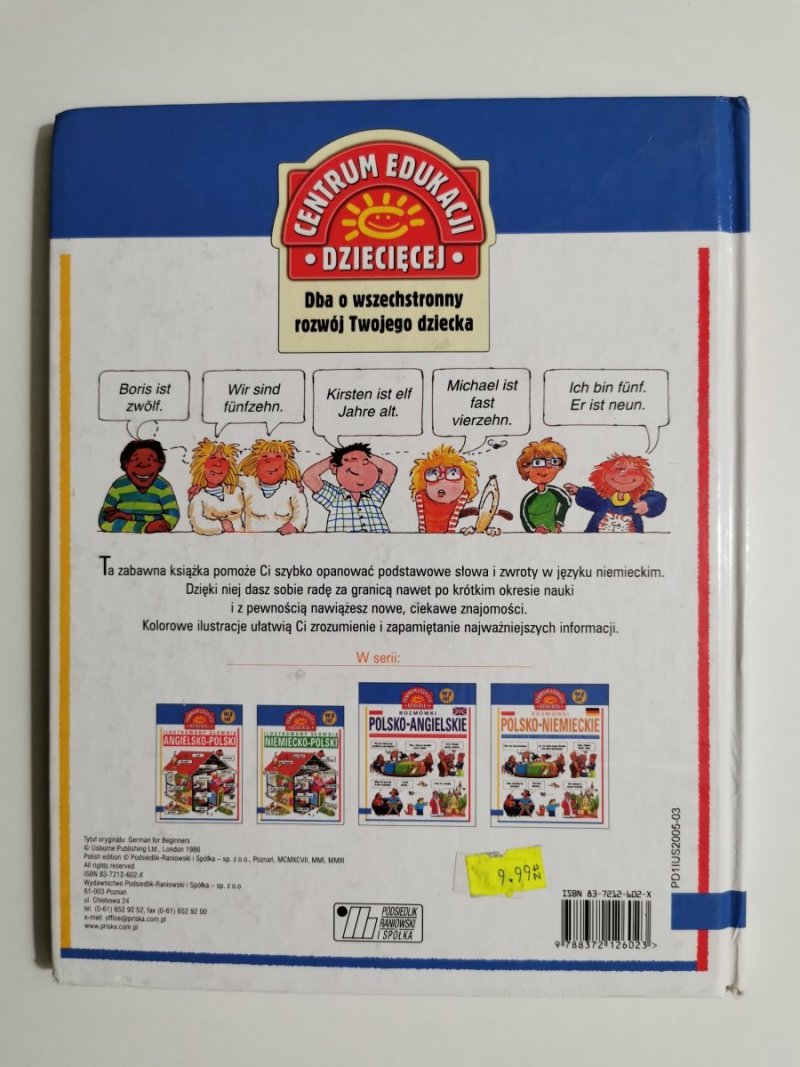 CENTRUM EDUKACJI
• DZIECIĘCEJ •
Dba o wszechstronny
rozwój Twojego dziecka
Boris ist
zwölf.
Wir sind
fünfzehn.
Kirsten ist elf
Jahre alt.
Michael ist
fast
vierzehn.
Ich bin fünf.
Er ist neun.
Ta zabawna książka pomoże Ci szybko opanować podstawowe słowa i zwroty w języku niemieckim.
Dzięki niej dasz sobie radę za granicą nawet po krótkim okresie nauki
i z pewnością nawiążesz nowe, ciekawe znajomości.
Kolorowe ilustracje ułatwią Ci zrozumienie i zapamiętanie najważniejszych informacji.
W serii:
ILUSTROWANY SŁOWNIK
ANGIELSKO-POLSKI
ILUSTROWANY SŁOWNIK
NIEMIECKO-POLSKI
ROZMÓWKI
POLSKO-ANGIELSKIE
ROZMÓWKI
POLSKO-NIEMIECKIE
Tytuł oryginału: German for Beginners
© Usborne Publishing Ltd., London 1986
Polish edition © Podsiedlik-Raniowski i Spółka – sp. z o.o., Poznań, MCMXCVII, MMI, MMIII
All rights reserved
ISBN 83-7212-602-X
Wydawnictwo Podsiedlik-Raniowski i Spółka – sp. z o.o.
61-003 Poznań
ul. Chlebowa 24
tel. (0-61) 652 92 52, fax (0-61) 652 92 00
e-mail: office@priska.com.pl
www.priska.com.pl
PODSIEDLIK
RANIOWSKI
I SPÓŁKA
9.99
ISBN 83-7212-602-X
9 788372 126023 >
PD1IUS2005-03